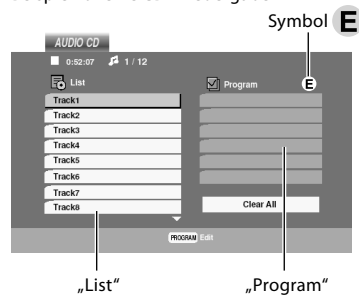 Symbol E
AUDIO CD
0:52:07 1 / 12
List
Program E
Track1
Track2
Track3
Track4
Track5
Track6
Track7
Track8
Clear All
PROGRAM Edit
„List“
„Program“